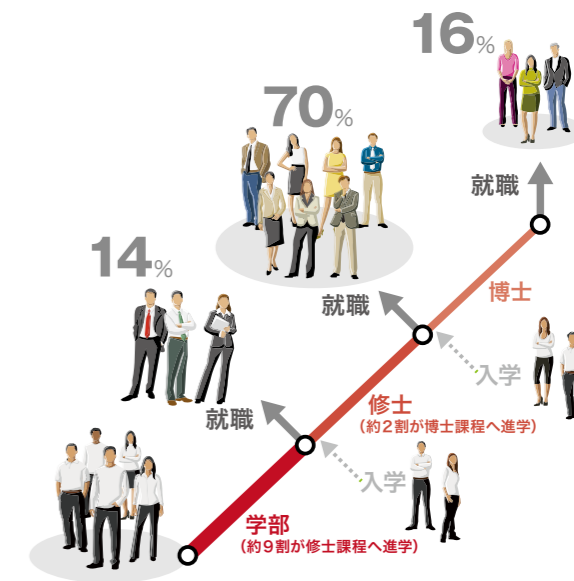 16%
70%
就職
14%
博士
就職
入学
修士
(約2割が博士課程へ進学)
就職
入学
学部
(約9割が修士課程へ進学)